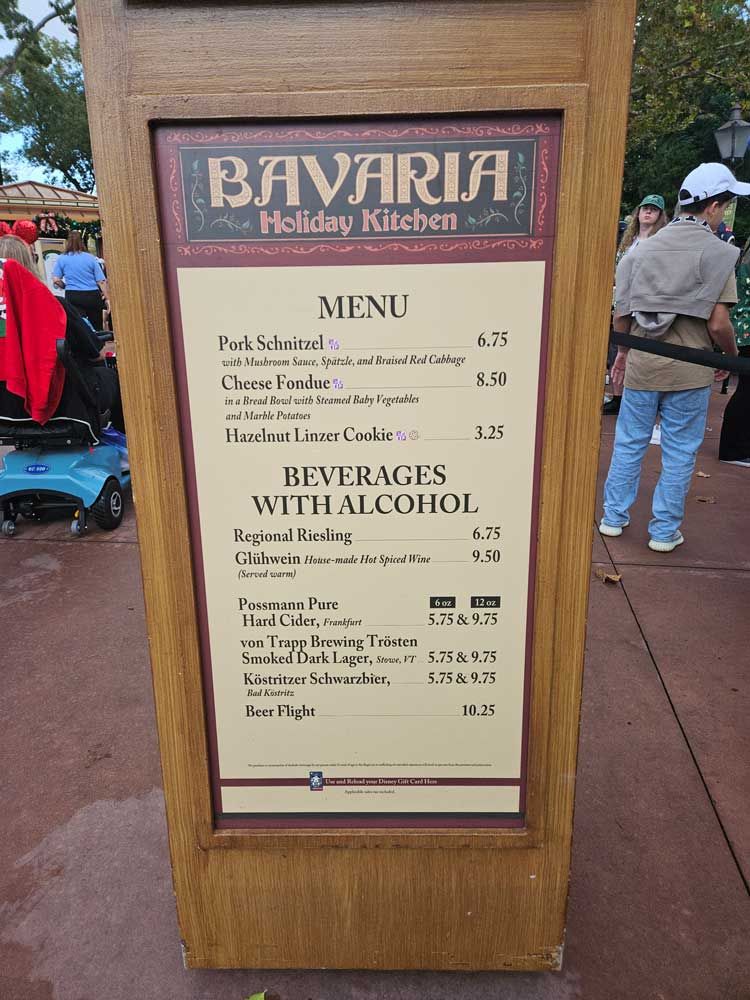 BAVARIA
Holiday Kitchen
MENU
Pork Schnitzel 6.75
with Mushroom Sauce, Spätzle, and Braised Red Cabbage
Cheese Fondue 8.50
in a Bread Bowl with Steamed Baby Vegetables
and Marble Potatoes
Hazelnut Linzer Cookie 3.25
BEVERAGES
WITH ALCOHOL
Regional Riesling 6.75
Glühwein House-made Hot Spiced Wine 9.50
(Served warm)
Possmann Pure 6 oz 12 oz
Hard Cider, Frankfurt 5.75 & 9.75
von Trapp Brewing Trösten
Smoked Dark Lager, Stowe, VT 5.75 & 9.75
Köstritzer Schwarzbier, 5.75 & 9.75
Bad Köstritz
Beer Flight 10.25
Use and Reload your Disney Gift Card Here
Applicable sales tax not included.